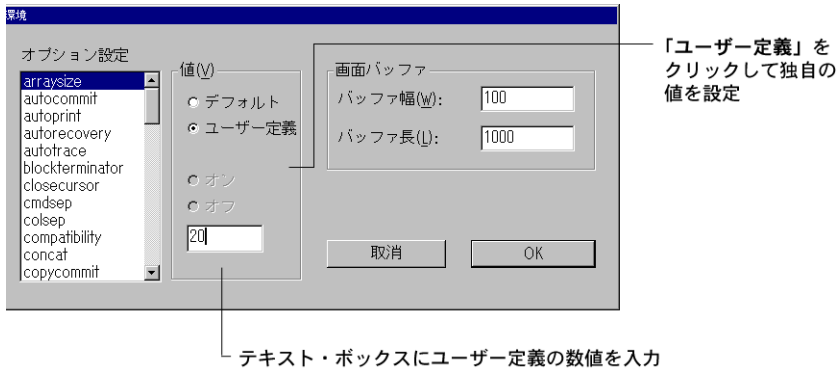 環境
オプション設定
arraysize
autocommit
autoprint
autorecovery
autotrace
blockterminator
closecursor
cmdsep
colsep
compatibility
concat
copycommit
値(V)
デフォルト
ユーザー定義
オン
オフ
20
画面バッファ
バッファ幅(W):
100
バッファ長(L):
1000
取消
OK
「ユーザー定義」を
クリックして独自の
値を設定
テキスト・ボックスにユーザー定義の数値を入力